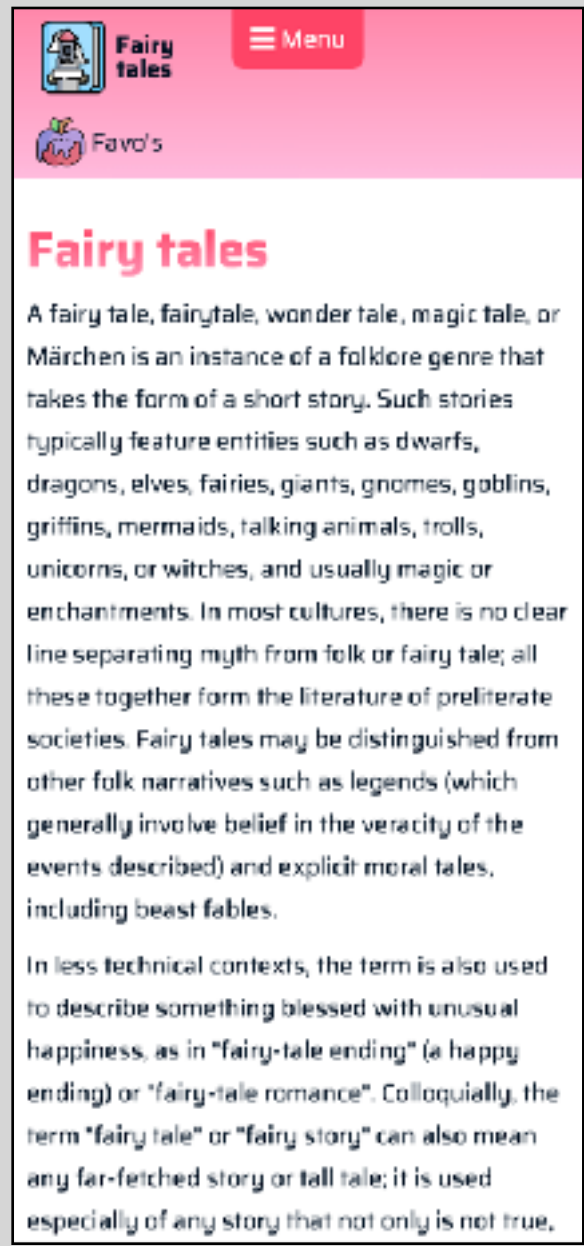 Fairy
tales
Menu
Favo's
Fairy tales
A fairy tale, fairytale, wonder tale, magic tale, or
Märchen is an instance of a folklore genre that
takes the form of a short story. Such stories
typically feature entities such as dwarfs,
dragons, elves, fairies, giants, gnomes, goblins,
griffins, mermaids, talking animals, trolls,
unicorns, or witches, and usually magic or
enchantments. In most cultures, there is no clear
line separating myth from folk or fairy tale; all
these together form the literature of preliterate
societies. Fairy tales may be distinguished from
other folk narratives such as legends (which
generally involve belief in the veracity of the
events described) and explicit moral tales,
including beast fables.
In less technical contexts, the term is also used
to describe something blessed with unusual
happiness, as in "fairy-tale ending" (a happy
ending) or "fairy-tale romance". Colloquially, the
term "fairy tale" or "fairy story" can also mean
any far-fetched story or tall tale; it is used
especially of any story that not only is not true,